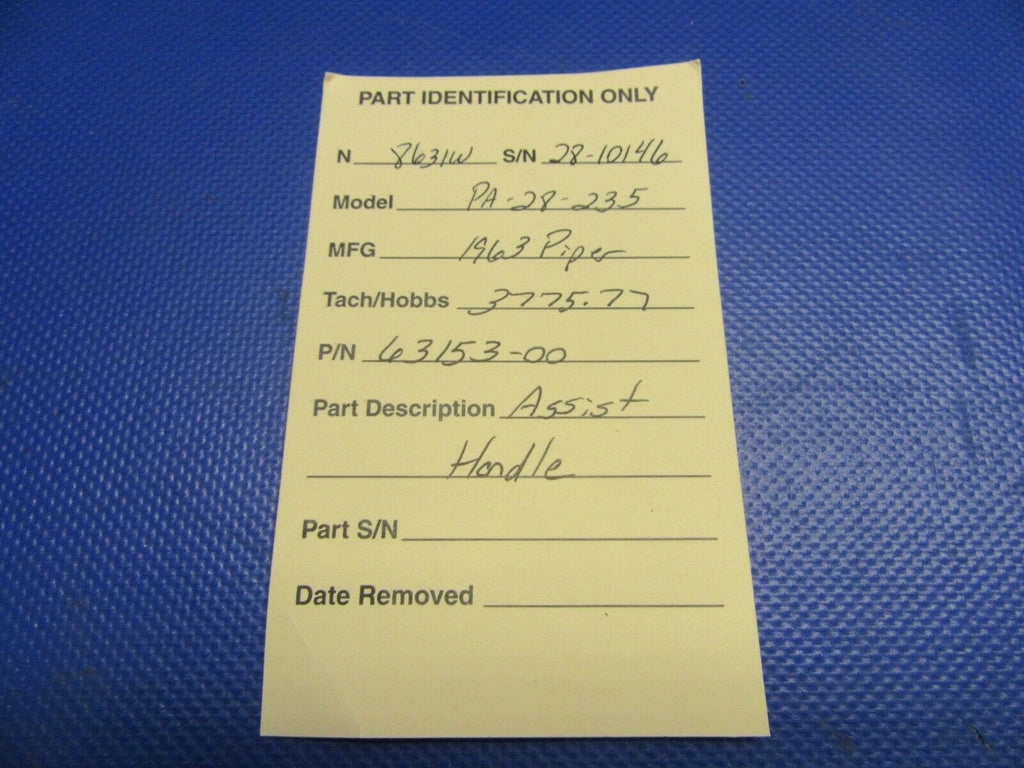 PART IDENTIFICATION ONLY
N 8631W S/N 28-10146
Model PA-28-235
MFG 1963 Piper
Tach/Hobbs 3775.77
P/N 63153-00
Part Description Assist
Handle
Part S/N
Date Removed